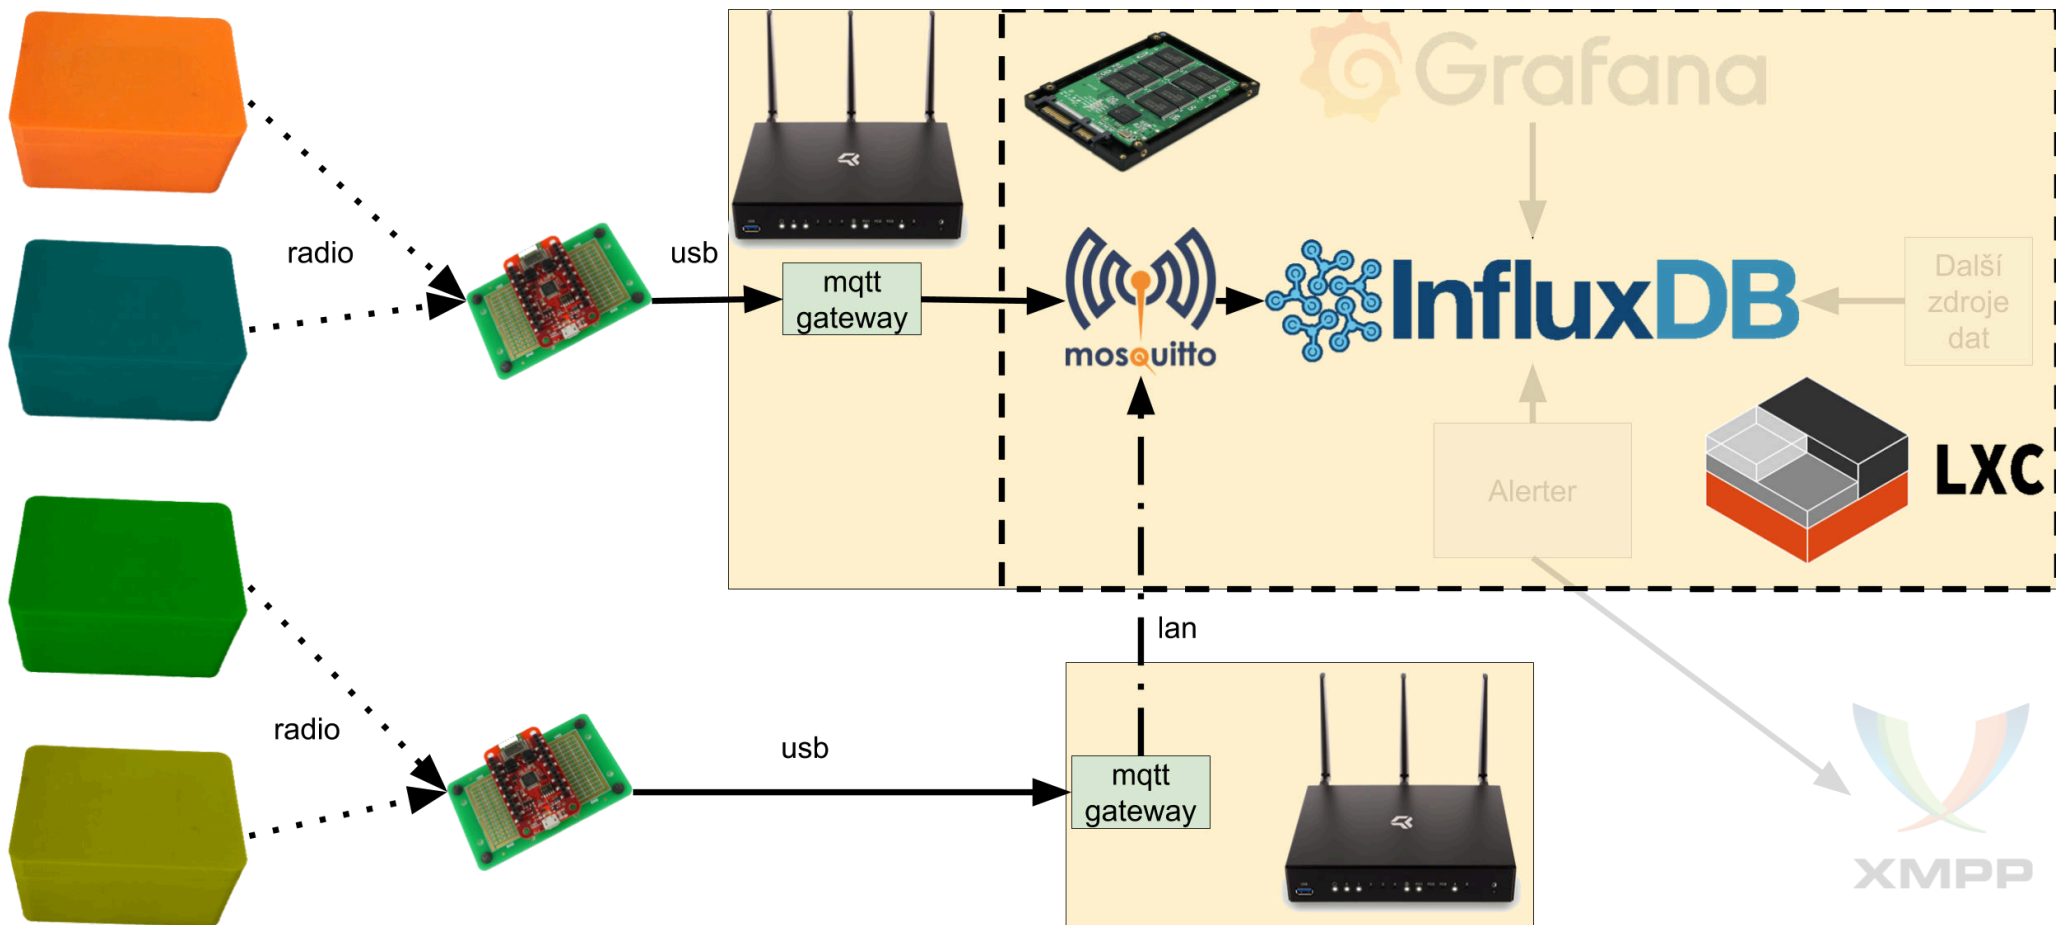 Grafana
radio
usb
mqtt
gateway
mosquitto
InfluxDB
Další
zdroje
dat
Alerter
LXC
lan
radio
usb
mqtt
gateway
XMPP